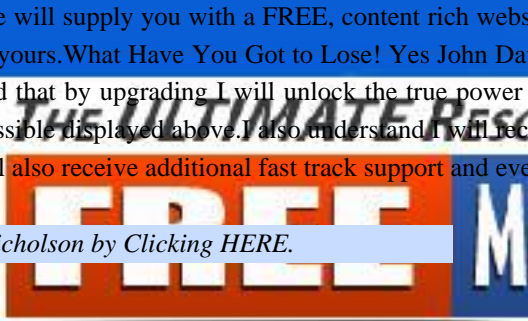 e will supply you with a FREE, content rich webs
yours.What Have You Got to Lose! Yes John Da
d that by upgrading I will unlock the true power
THE ULTIMATE RESO
ssible displayed above.I also understand I will rec
l also receive additional fast track support and eve
FREE M
icholson by Clicking HERE.